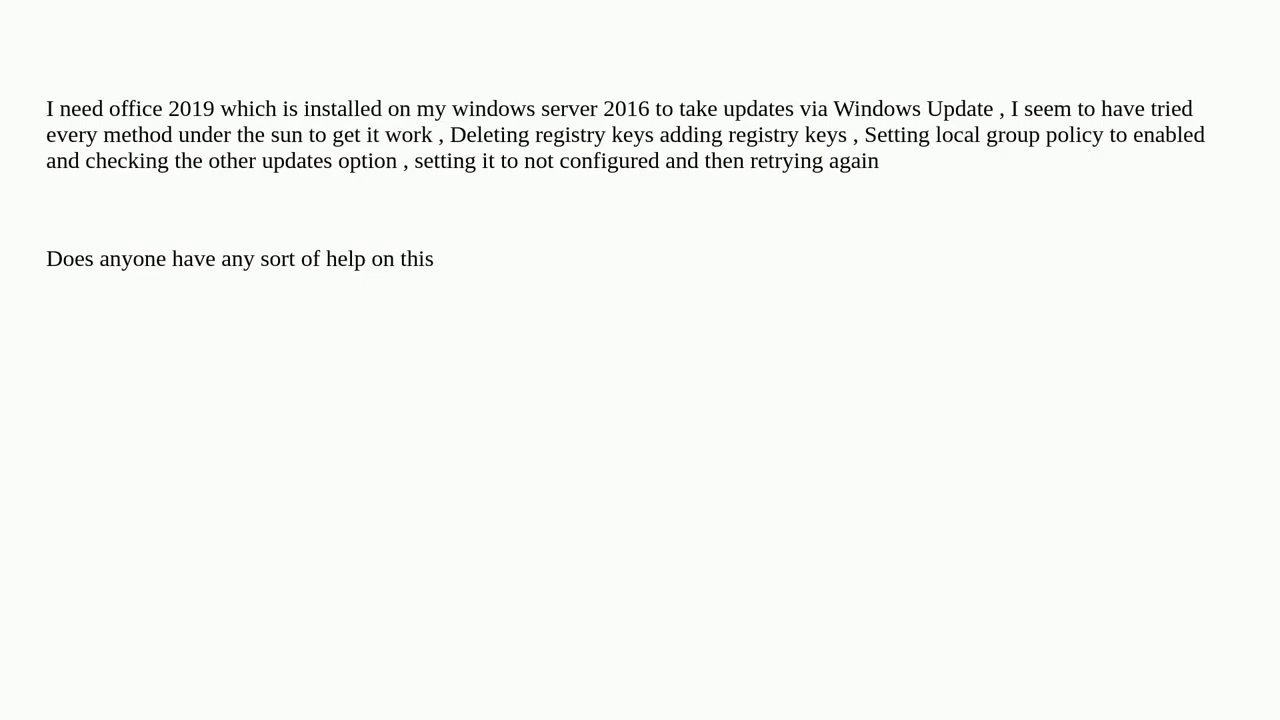 I need office 2019 which is installed on my windows server 2016 to take updates via Windows Update , I seem to have tried
every method under the sun to get it work , Deleting registry keys adding registry keys , Setting local group policy to enabled
and checking the other updates option , setting it to not configured and then retrying again
Does anyone have any sort of help on this